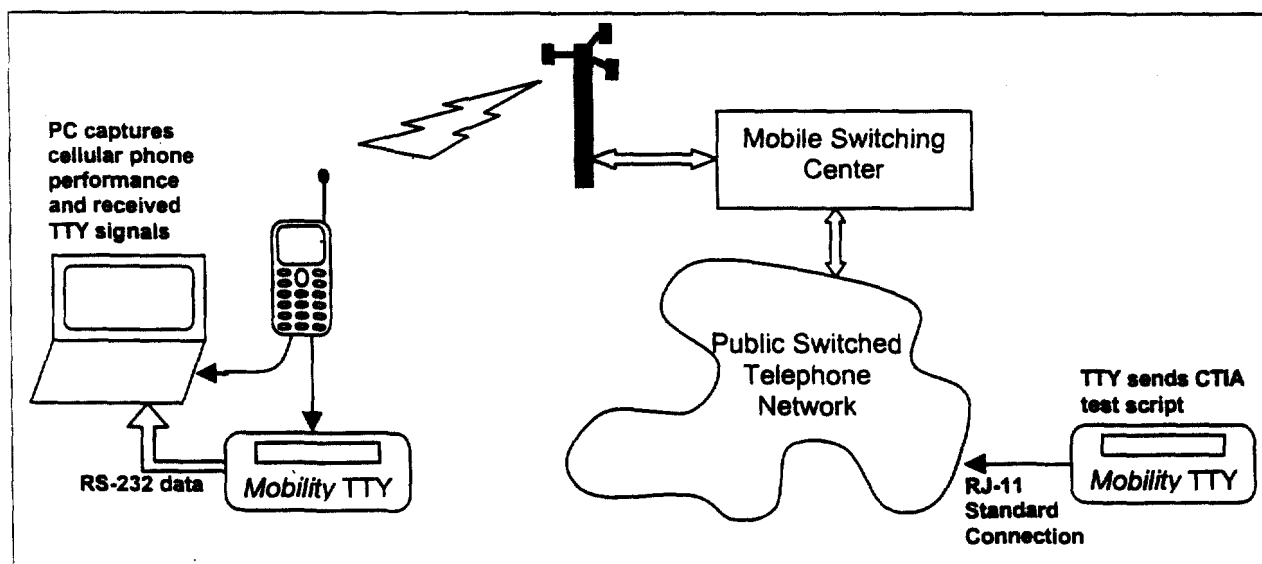 PC captures
cellular phone
performance
and received
TTY signals
Mobile Switching
Center
Public Switched
Telephone
Network
TTY sends CTIA
test script
RS-232 data
Mobility TTY
RJ-11
Standard
Connection
Mobility TTY